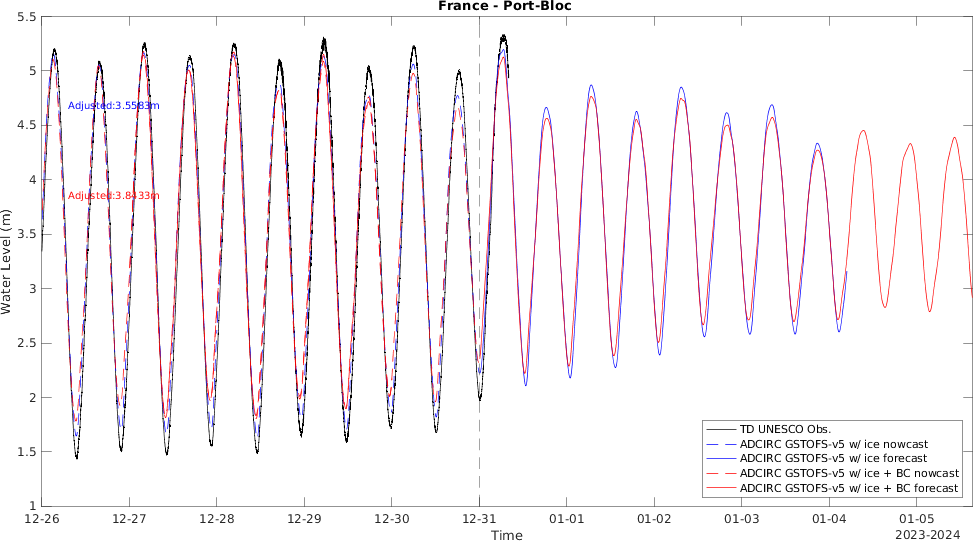 France - Port-Bloc
5.5
5
4.5
4
3.5
3
2.5
2
1.5
1
Water Level (m)
Adjusted:3.5583m
Adjusted:3.8433m
TD UNESCO Obs.
ADCIRC GSTOFS-v5 w/ ice nowcast
ADCIRC GSTOFS-v5 w/ ice forecast
ADCIRC GSTOFS-v5 w/ ice + BC nowcast
ADCIRC GSTOFS-v5 w/ ice + BC forecast
12-26 12-27 12-28 12-29 12-30 12-31 01-01 01-02 01-03 01-04 01-05
Time
2023-2024